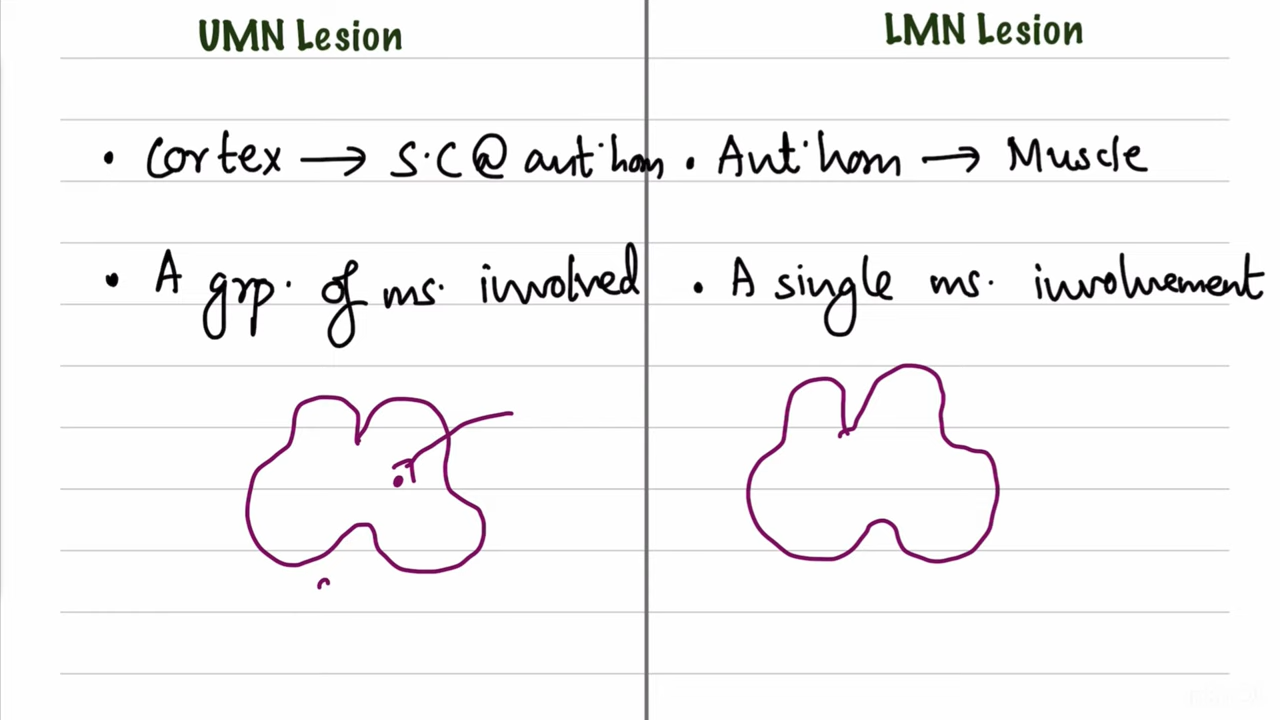 UMN Lesion
LMN Lesion
• Cortex → S.C @ ant. horn
• Ant. horn → Muscle
• A grp. of ms. involved
• A single ms. involvement